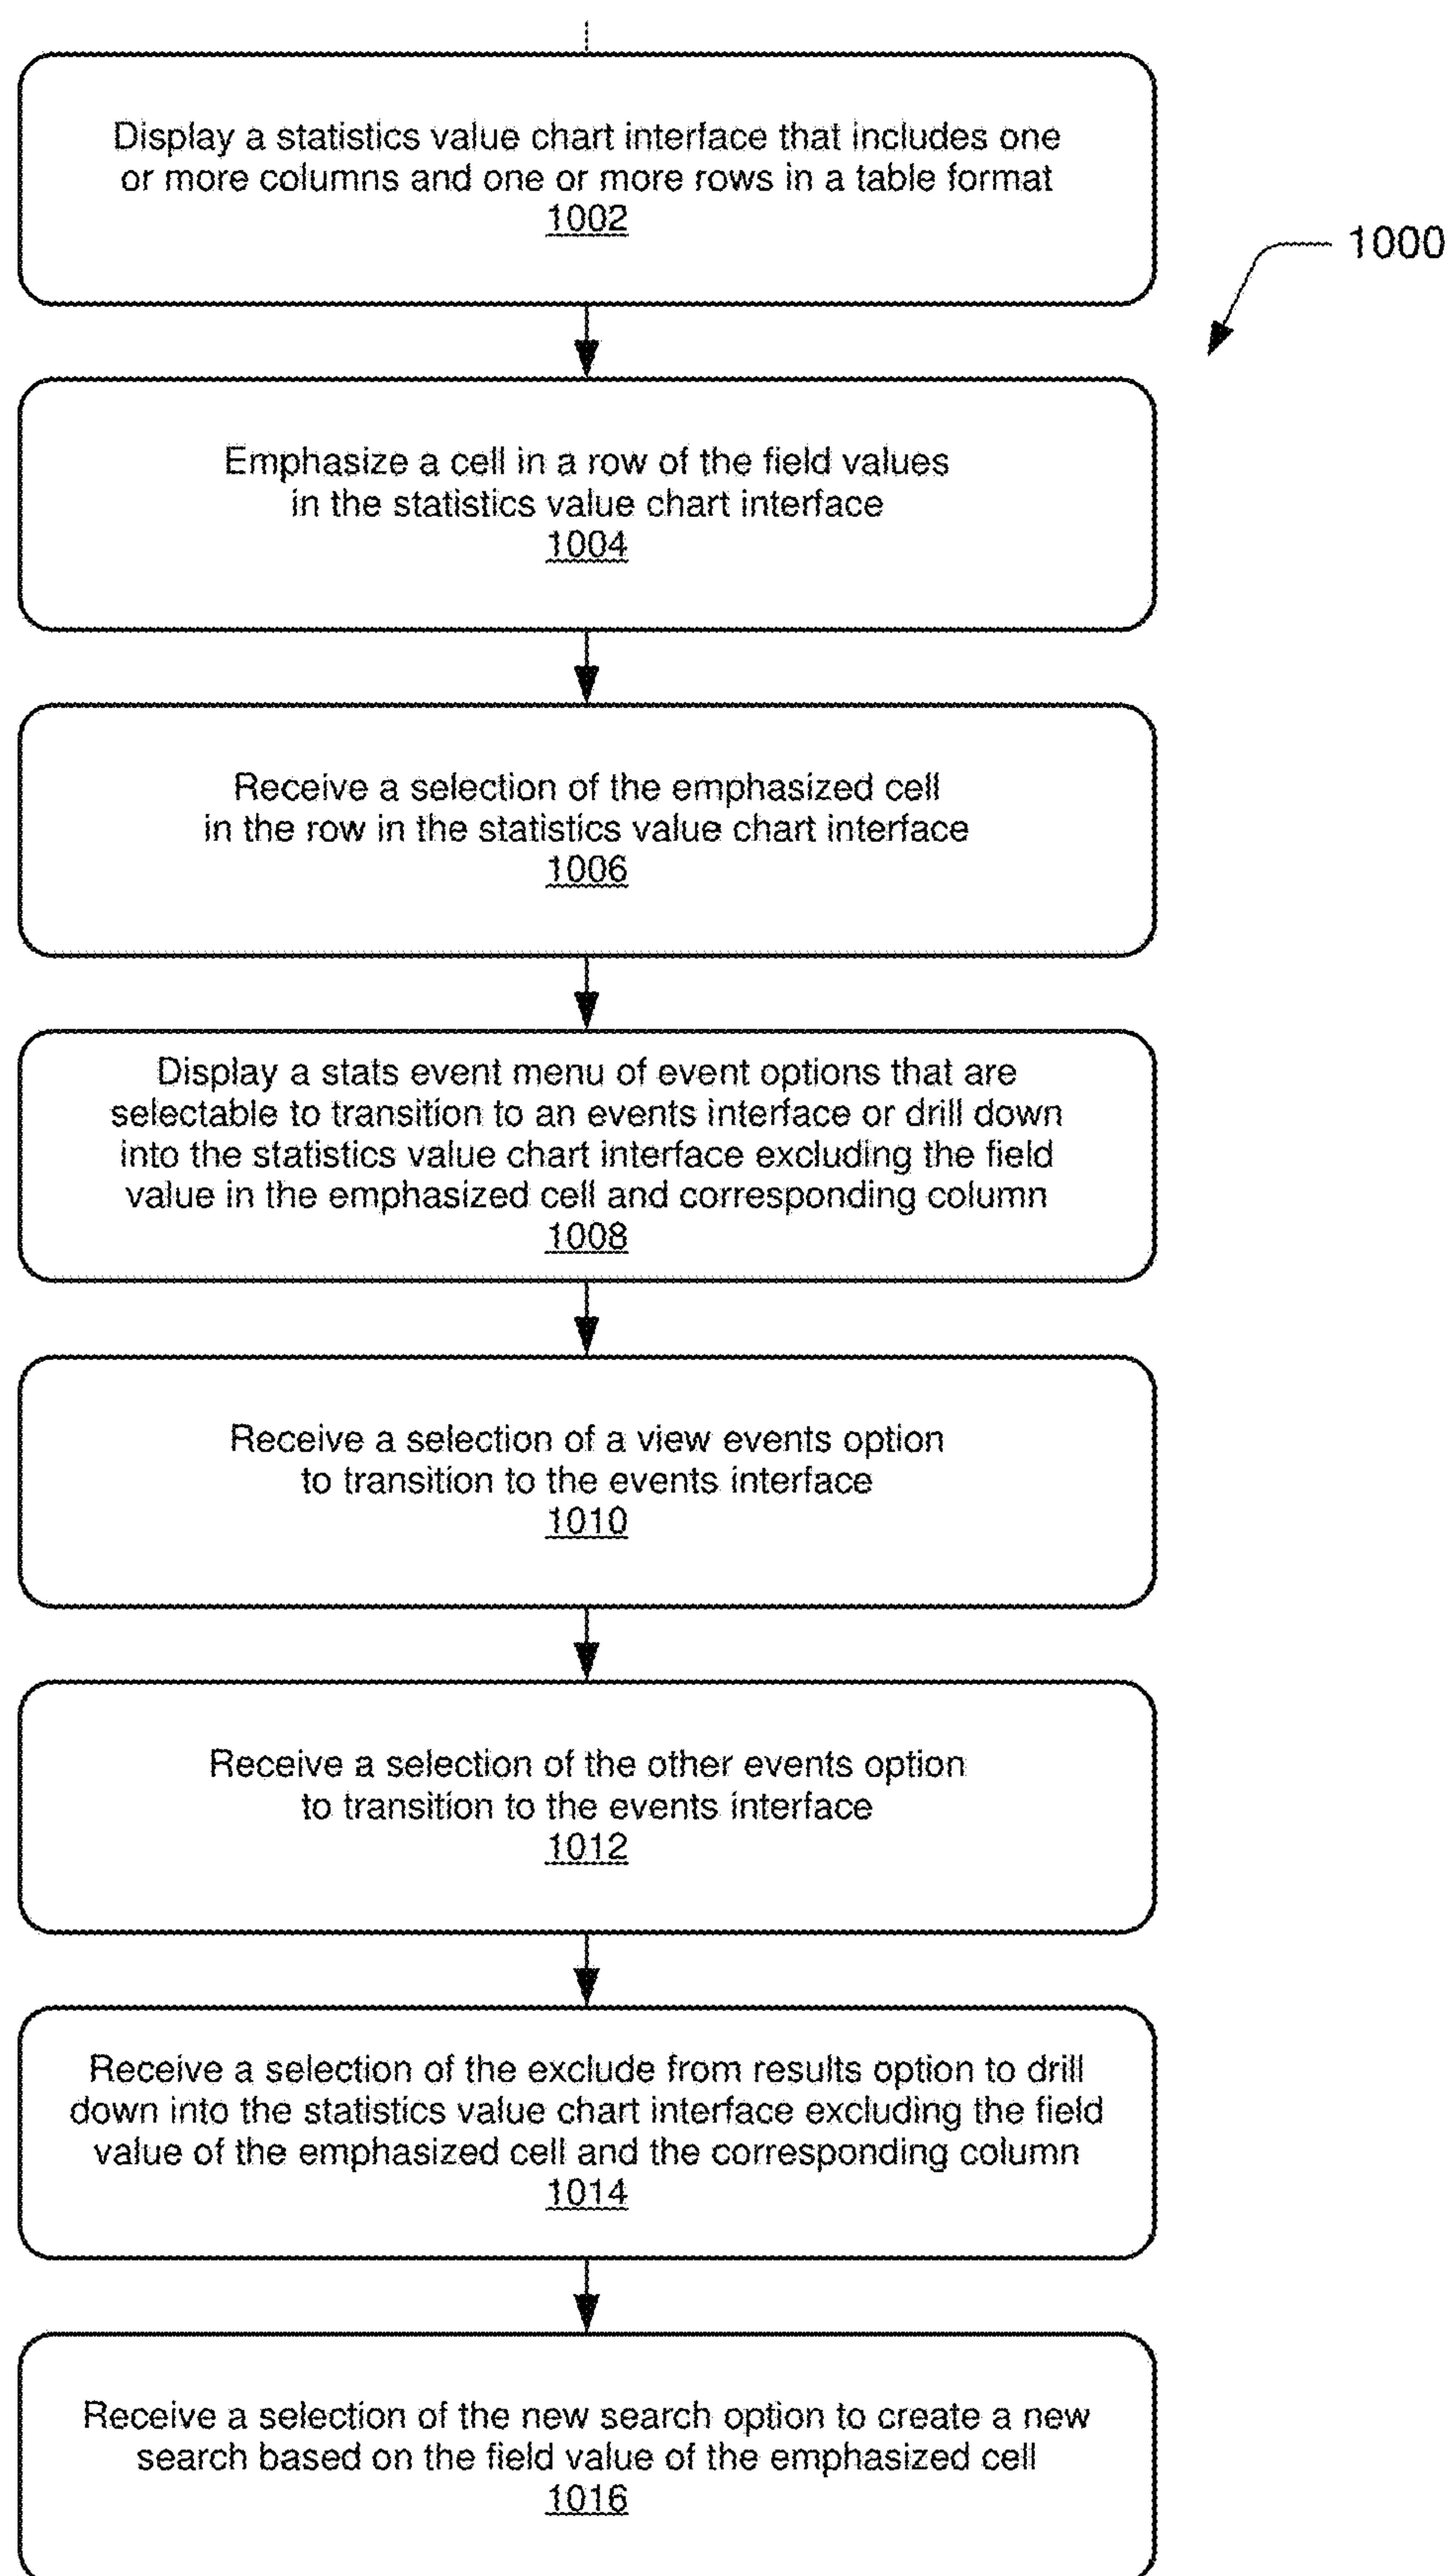 Display a statistics value chart interface that includes one
or more columns and one or more rows in a table format
1002
1000
Emphasize a cell in a row of the field values
in the statistics value chart interface
1004
Receive a selection of the emphasized cell
in the row in the statistics value chart interface
1006
Display a stats event menu of event options that are
selectable to transition to an events interface or drill down
into the statistics value chart interface excluding the field
value in the emphasized cell and corresponding column
1008
Receive a selection of a view events option
to transition to the events interface
1010
Receive a selection of the other events option
to transition to the events interface
1012
Receive a selection of the exclude from results option to drill
down into the statistics value chart interface excluding the field
value of the emphasized cell and the corresponding column
1014
Receive a selection of the new search option to create a new
search based on the field value of the emphasized cell
1016